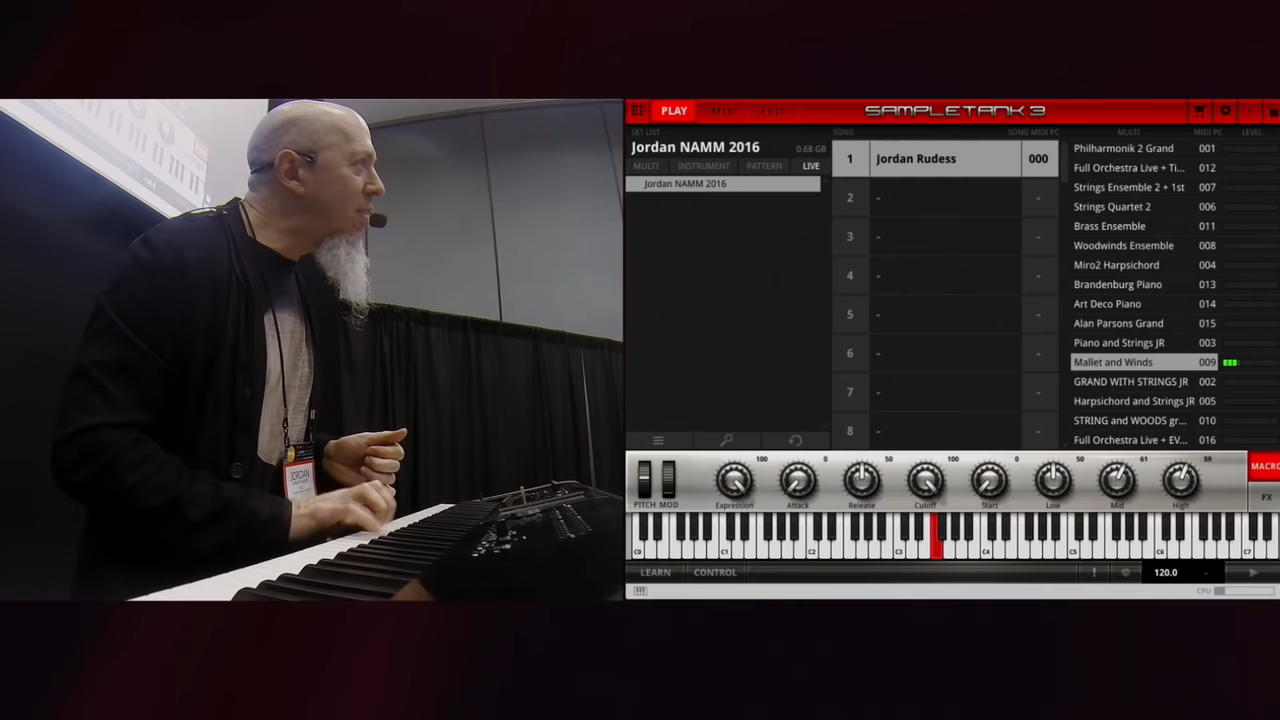 JORDAN
PLAY MIX EDIT SAMPLETANK 3
SET LIST SONG SONG MIDI PC MULTI MIDI PC LEVEL
Jordan NAMM 2016 0.68 GB
MULTI INSTRUMENT PATTERN LIVE
Jordan NAMM 2016
1 Jordan Rudess 000
2 - -
3 - -
4 - -
5 - -
6 - -
7 - -
8 - -
Philharmonik 2 Grand 001
Full Orchestra Live + Ti... 012
Strings Ensemble 2 + 1st 007
Strings Quartet 2 006
Brass Ensemble 011
Woodwinds Ensemble 008
Miro2 Harpsichord 004
Brandenburg Piano 013
Art Deco Piano 014
Alan Parsons Grand 015
Piano and Strings JR 003
Mallet and Winds 009
GRAND WITH STRINGS JR 002
Harpsichord and Strings JR 005
STRING and WOODS gr... 010
Full Orchestra Live + EV... 016
100 0 50 100 0 50 61 59
PITCH MOD Expression Attack Release Cutoff Start Low Mid High
MACRO
FX
C0 C1 C2 C3 C4 C5 C6 C7
LEARN CONTROL ! 120.0 -
CPU